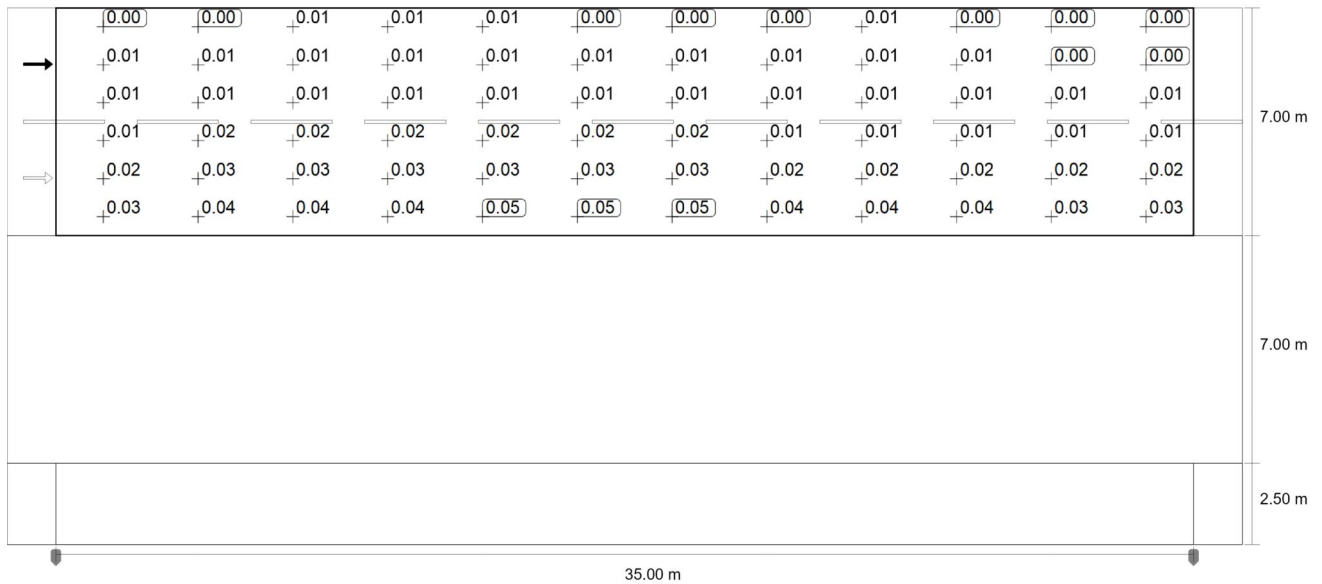 0.00 0.00 0.01 0.01 0.01 0.00 0.00 0.00 0.01 0.00 0.00 0.00
0.01 0.01 0.01 0.01 0.01 0.01 0.01 0.01 0.01 0.01 0.00 0.00
0.01 0.01 0.01 0.01 0.01 0.01 0.01 0.01 0.01 0.01 0.01 0.01
7.00 m
0.01 0.02 0.02 0.02 0.02 0.02 0.02 0.01 0.01 0.01 0.01 0.01
0.02 0.03 0.03 0.03 0.03 0.03 0.03 0.02 0.02 0.02 0.02 0.02
0.03 0.04 0.04 0.04 0.05 0.05 0.05 0.04 0.04 0.04 0.03 0.03
7.00 m
2.50 m
35.00 m